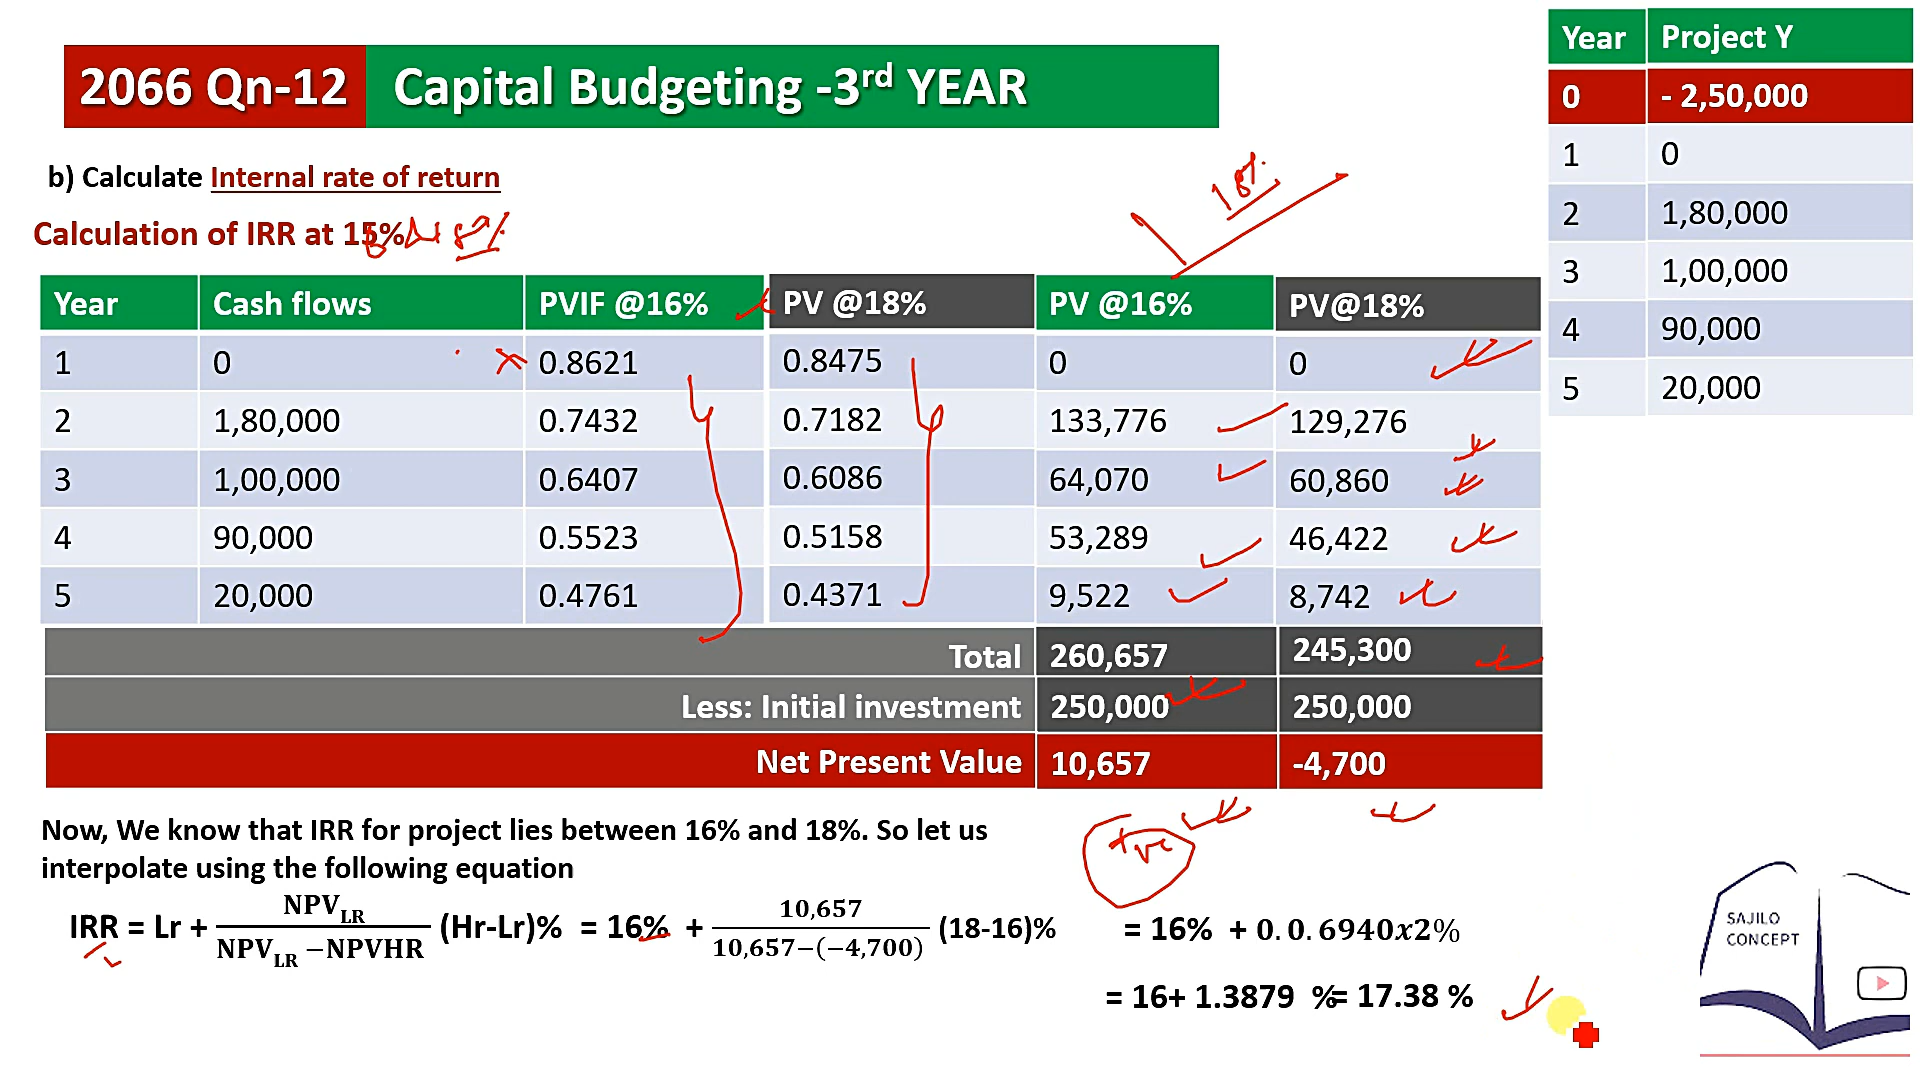 2066 Qn-12 Capital Budgeting -3rd YEAR
b) Calculate Internal rate of return
18%
Calculation of IRR at 15%
Year Cash flows PVIF @16% PV @18% PV @16% PV@18%
1 0 0.8621 0.8475 0 0
2 1,80,000 0.7432 0.7182 133,776 129,276
3 1,00,000 0.6407 0.6086 64,070 60,860
4 90,000 0.5523 0.5158 53,289 46,422
5 20,000 0.4761 0.4371 9,522 8,742
Total 260,657 245,300
Less: Initial investment 250,000 250,000
Net Present Value 10,657 -4,700
+ve
Now, We know that IRR for project lies between 16% and 18%. So let us
interpolate using the following equation
IRR = Lr + NPVLR / NPVLR −NPVHR (Hr-Lr)% = 16% + 10,657 / 10,657−(−4,700) (18-16)% = 16% + 0.0.6940x2%
= 16+ 1.3879 %= 17.38 %
Year Project Y
0 - 2,50,000
1 0
2 1,80,000
3 1,00,000
4 90,000
5 20,000
SAJILO
CONCEPT